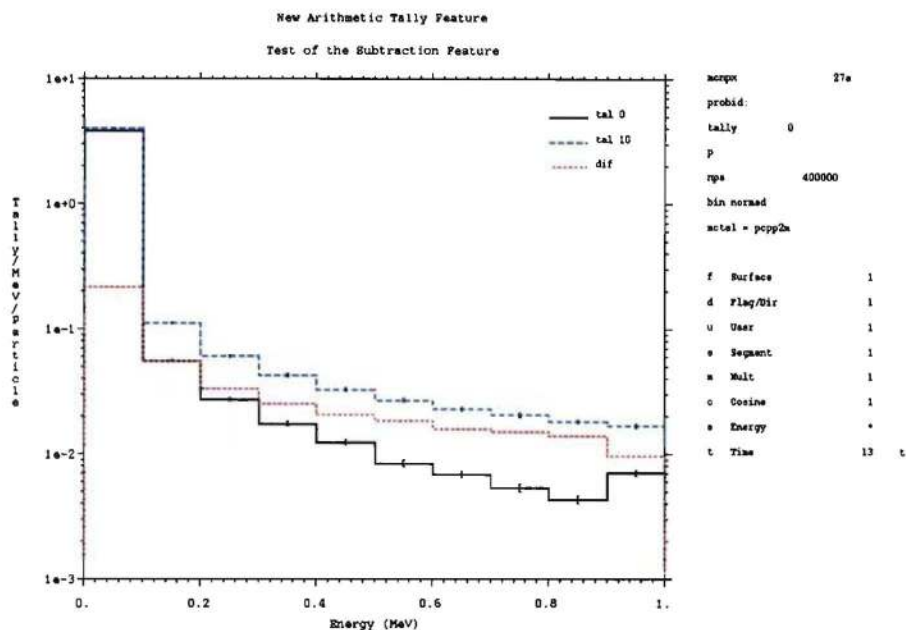 New Arithmetic Tally Feature
Test of the Subtraction Feature
tal 0
tal 10
dif
1e+1
1e+0
1e-1
1e-2
1e-3
Tally/MeV/particle
0. 0.2 0.4 0.6 0.8 1.
Energy (MeV)
mcnpx 27a
probid:
tally 0
p
nps 400000
bin normed
mctal = pcpp2m
f Surface 1
d Flag/Dir 1
u User 1
s Segment 1
m Mult 1
c Cosine 1
e Energy *
t Time 13 t